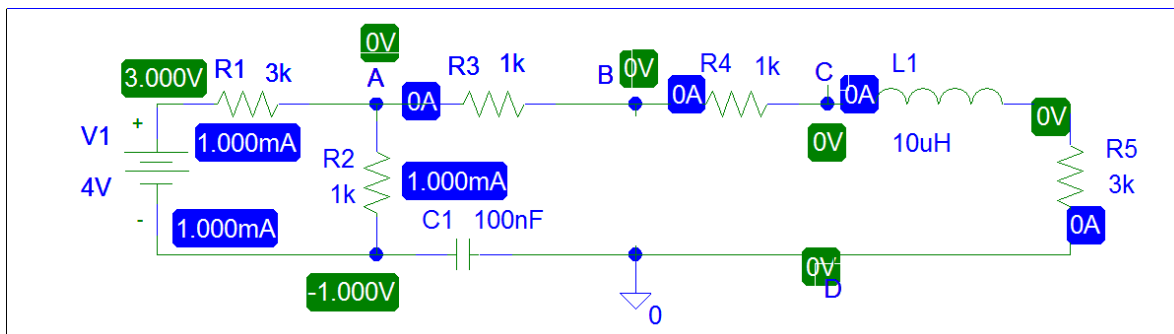 0V
3.000V R1 3k A R3 1k B 0V R4 1k C L1
0A 0A 0A
+ 0V
V1 1.000mA 0V
R2 10uH R5
4V 1k 1.000mA 3k
- 1.000mA C1 100nF 0A
-1.000V 0V
D
0